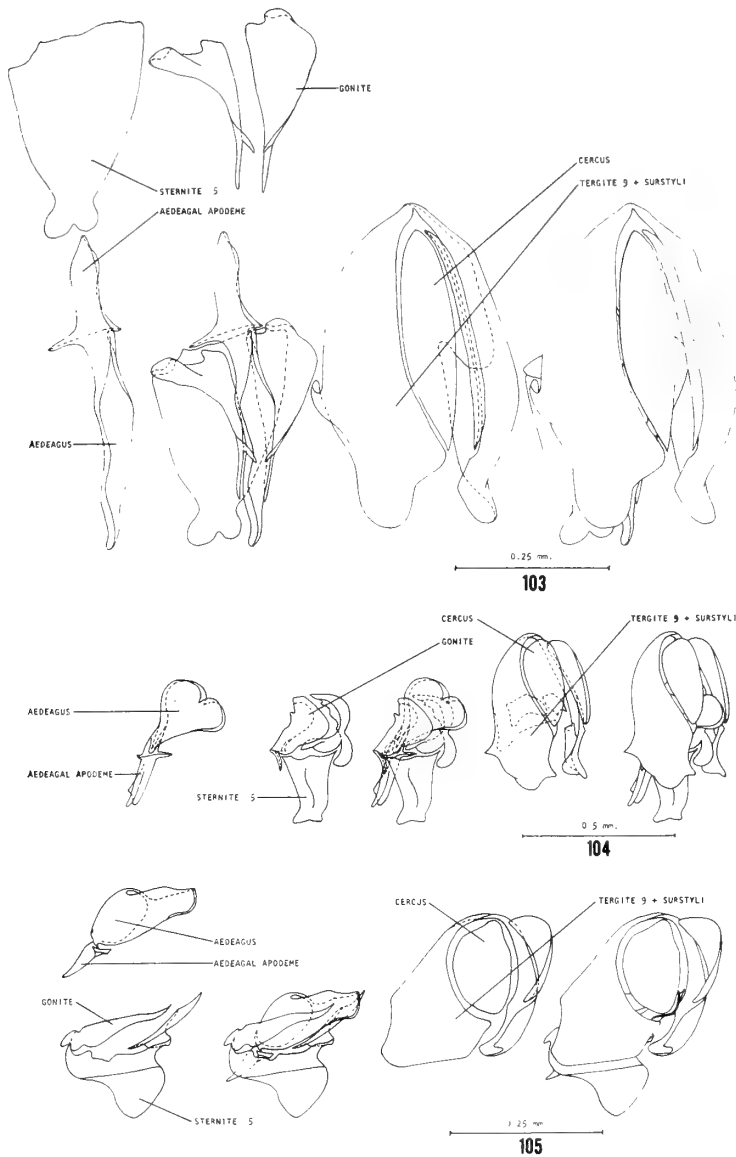 GONITE
CERCUS
TERGITE 9 + SURSTYLI
STERNITE 5
AEDEAGAL APODEME
AEDEAGUS
0.25 mm.
103
CERCUS
GONITE
TERGITE 9 + SURSTYLI
AEDEAGUS
AEDEAGAL APODEME
STERNITE 5
0 5 mm.
104
CERCUS
TERGITE 9 + SURSTYLI
AEDEAGUS
AEDEAGAL APODEME
GONITE
STERNITE 5
25 mm
105